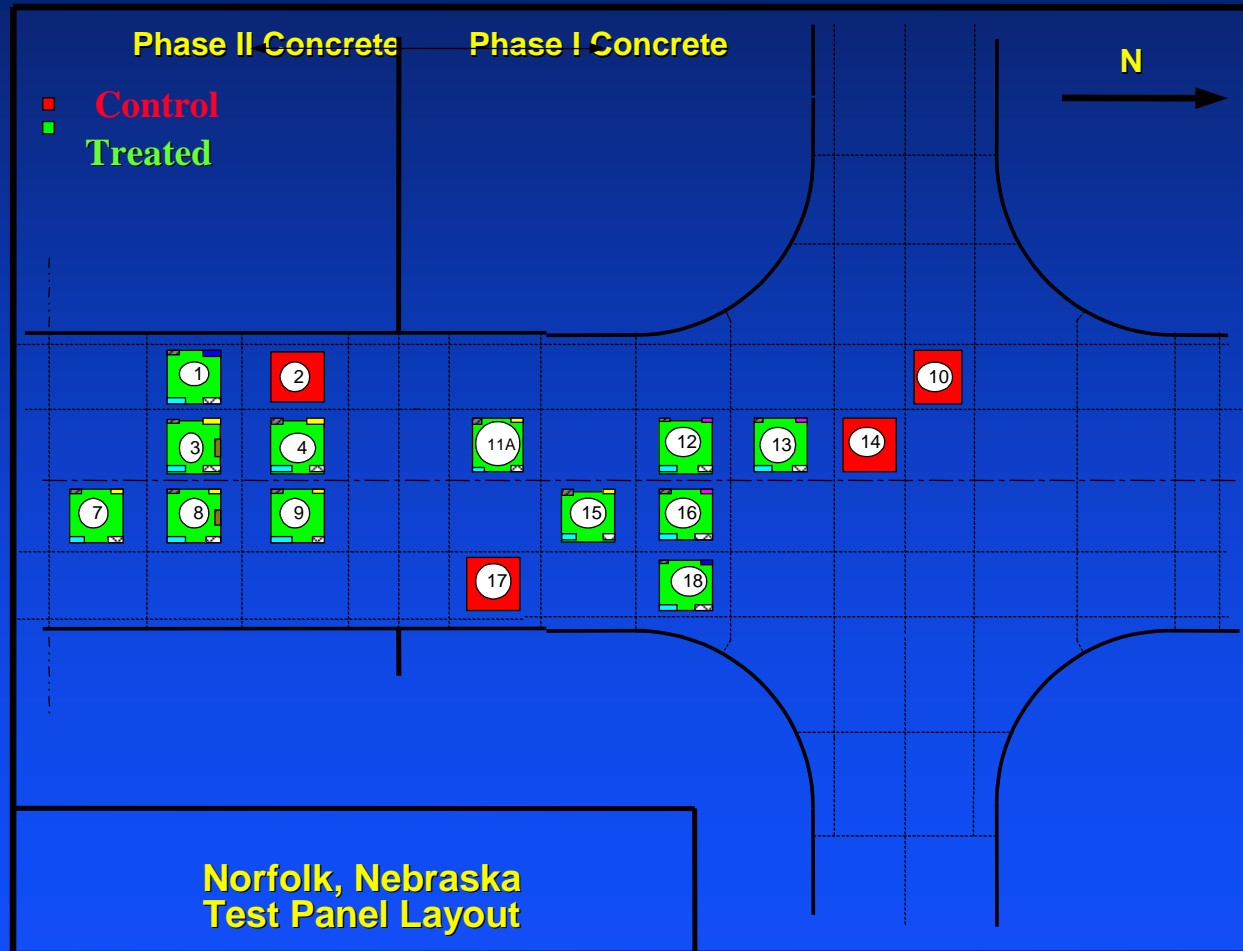 Phase II Concrete
Phase I Concrete
N
Control
Treated
1
2
10
3
4
11A
12
13
14
7
8
9
15
16
17
18
Norfolk, Nebraska
Test Panel Layout